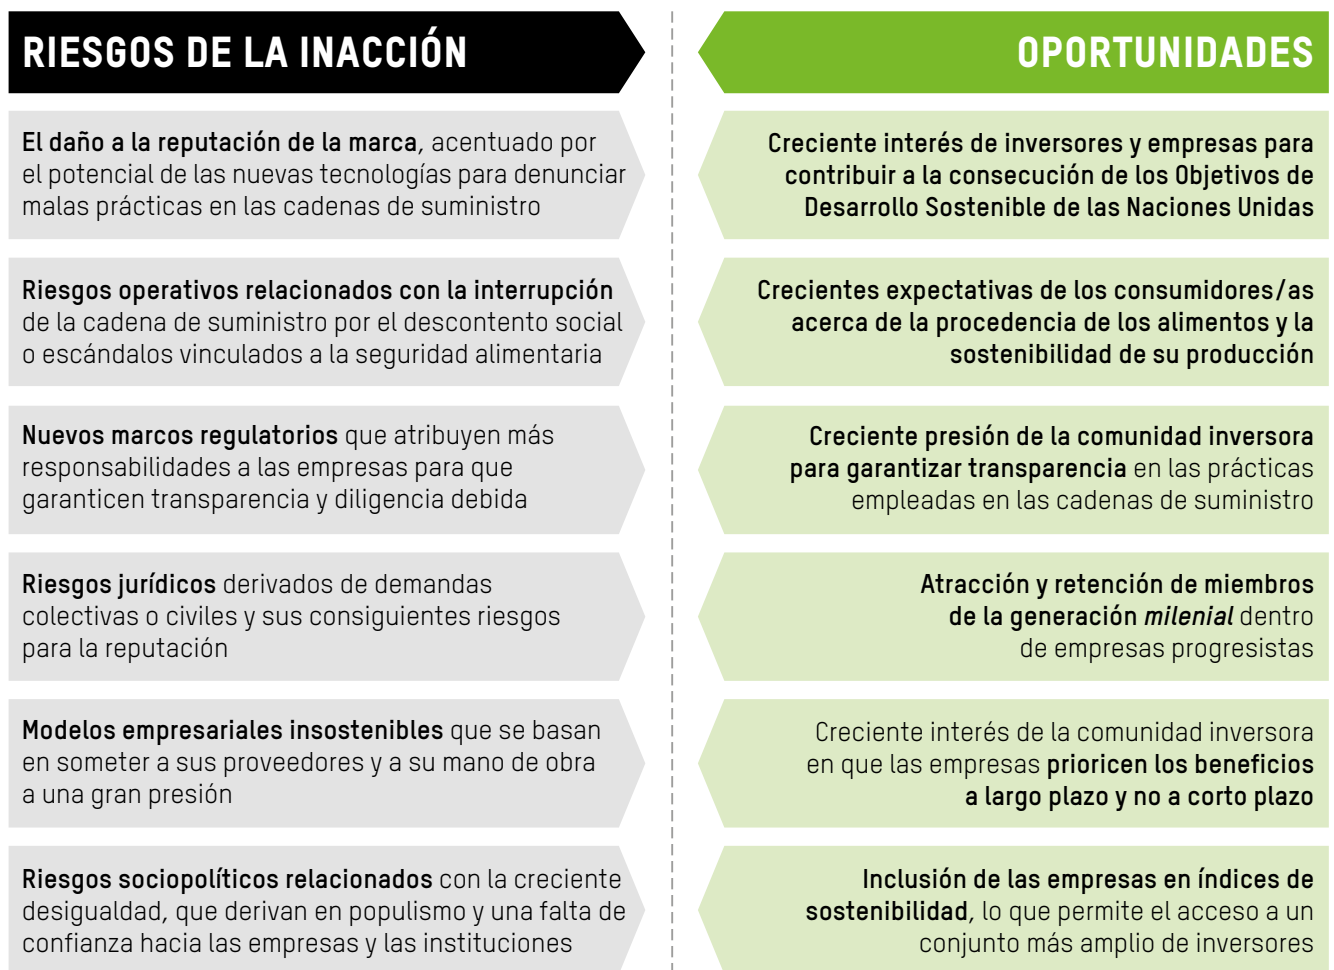 RIESGOS DE LA INACCIÓN
El daño a la reputación de la marca, acentuado por
el potencial de las nuevas tecnologías para denunciar
malas prácticas en las cadenas de suministro
Riesgos operativos relacionados con la interrupción
de la cadena de suministro por el descontento social
o escándalos vinculados a la seguridad alimentaria
Nuevos marcos regulatorios que atribuyen más
responsabilidades a las empresas para que
garanticen transparencia y diligencia debida
Riesgos jurídicos derivados de demandas
colectivas o civiles y sus consiguientes riesgos
para la reputación
Modelos empresariales insostenibles que se basan
en someter a sus proveedores y a su mano de obra
a una gran presión
Riesgos sociopolíticos relacionados con la creciente
desigualdad, que derivan en populismo y una falta de
confianza hacia las empresas y las instituciones
OPORTUNIDADES
Creciente interés de inversores y empresas para
contribuir a la consecución de los Objetivos de
Desarrollo Sostenible de las Naciones Unidas
Crecientes expectativas de los consumidores/as
acerca de la procedencia de los alimentos y la
sostenibilidad de su producción
Creciente presión de la comunidad inversora
para garantizar transparencia en las prácticas
empleadas en las cadenas de suministro
Atracción y retención de miembros
de la generación milenial dentro
de empresas progresistas
Creciente interés de la comunidad inversora
en que las empresas prioricen los beneficios
a largo plazo y no a corto plazo
Inclusión de las empresas en índices de
sostenibilidad, lo que permite el acceso a un
conjunto más amplio de inversores